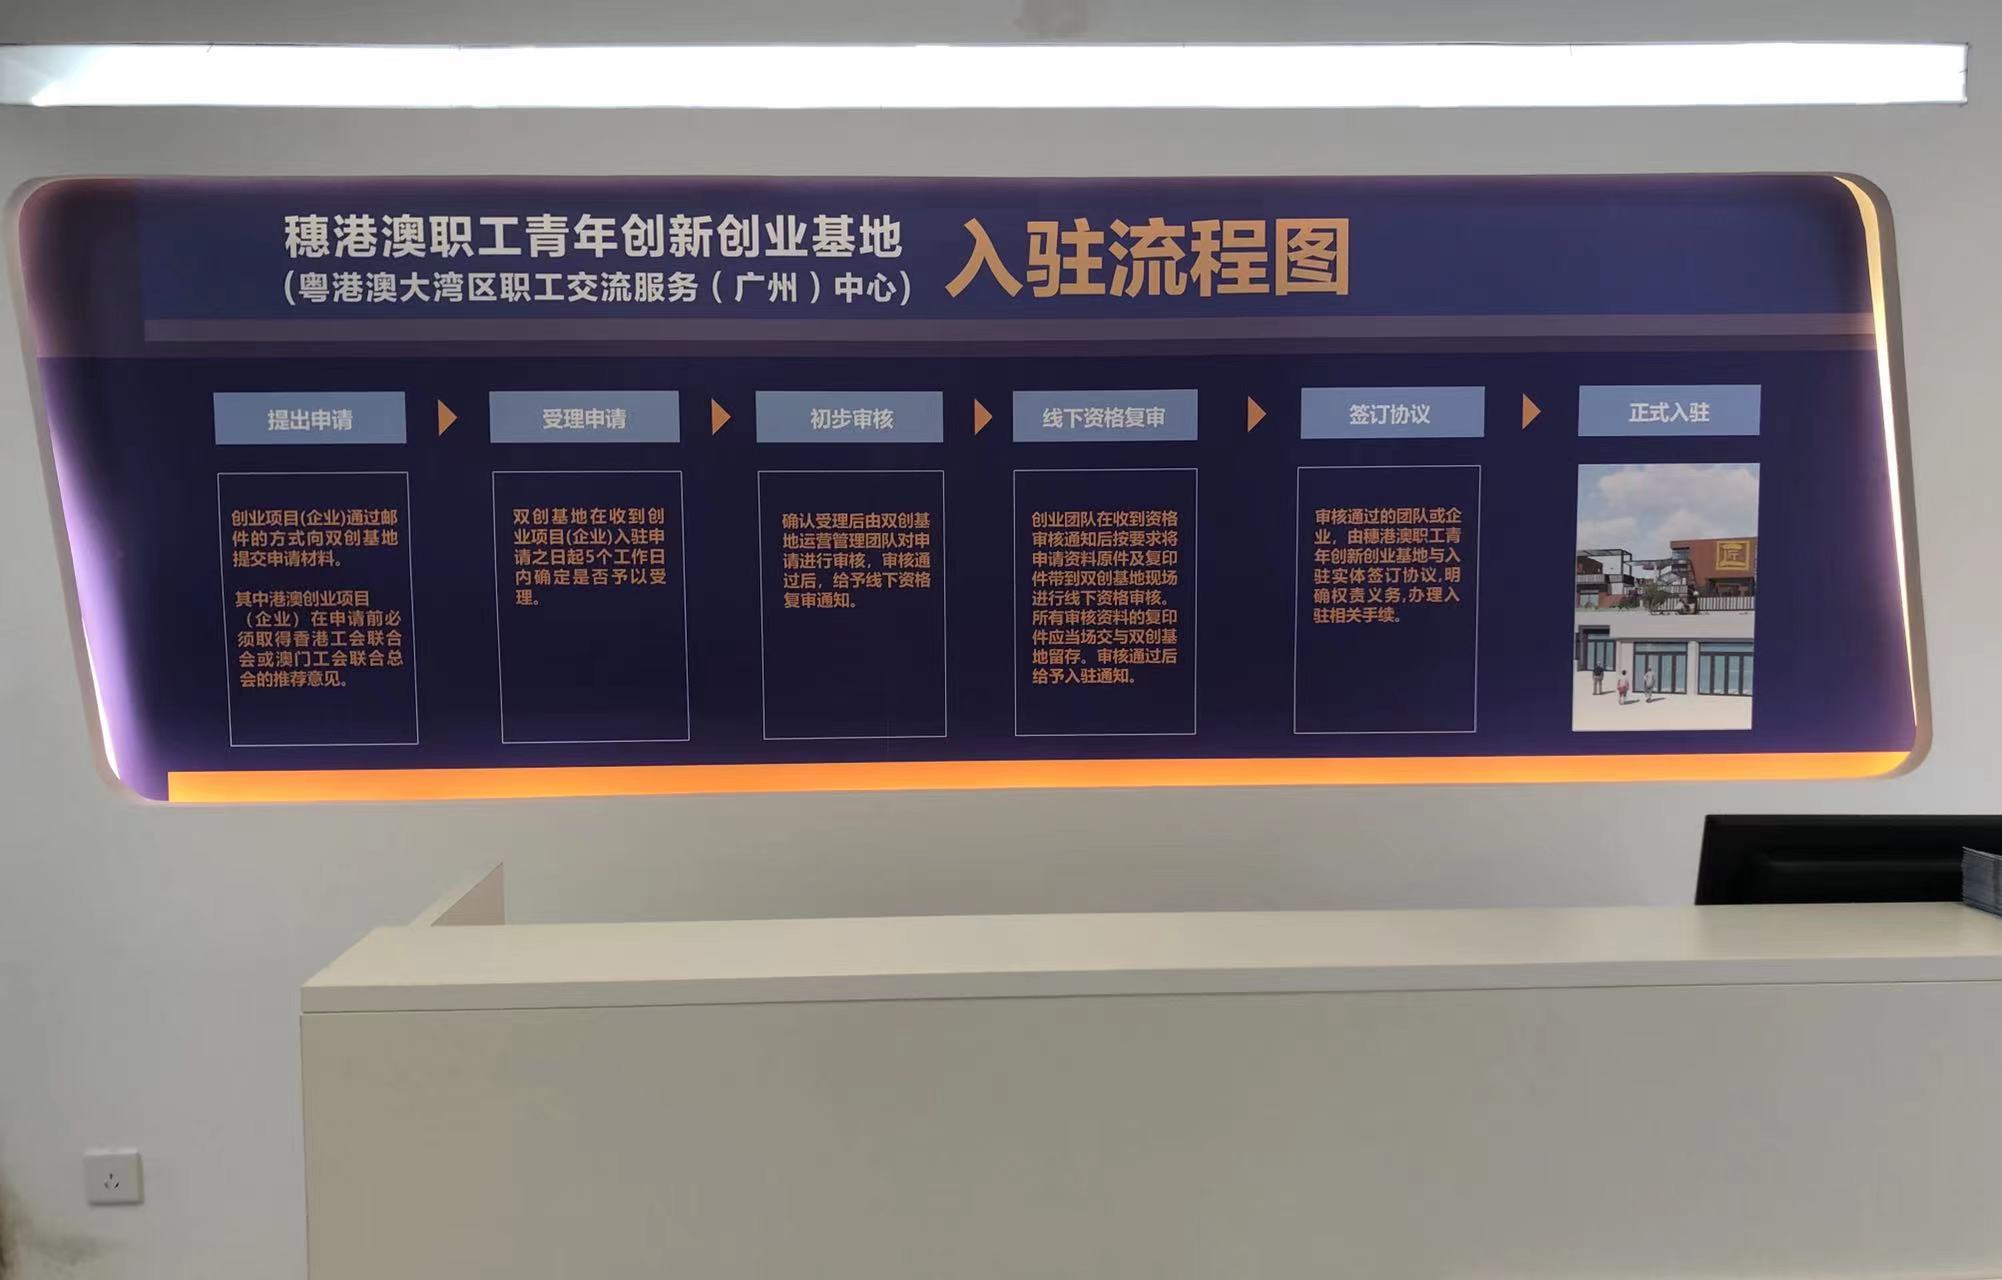 穗港澳职工青年创新创业基地
(粤港澳大湾区职工交流服务（广州）中心)
入驻流程图
提出申请
创业项目(企业)通过邮
件的方式向双创基地
提交申请材料。
其中港澳创业项目
（企业）在申请前必
须取得香港工会联合
会或澳门工会联合总
会的推荐意见。
受理申请
双创基地在收到创
业项目(企业)入驻申
请之日起5个工作日
内确定是否予以受
理。
初步审核
确认受理后由双创基
地运营管理团队对申
请进行审核，审核通
过后，给予线下资格
复审通知。
线下资格复审
创业团队在收到资格
审核通知后按要求将
申请资料原件及复印
件带到双创基地现场
进行线下资格审核。
所有审核资料的复印
件应当场交与双创基
地留存。审核通过后
给予入驻通知。
签订协议
审核通过的团队或企
业，由穗港澳职工青
年创新创业基地与入
驻实体签订协议,明
确权责义务,办理入
驻相关手续。
正式入驻